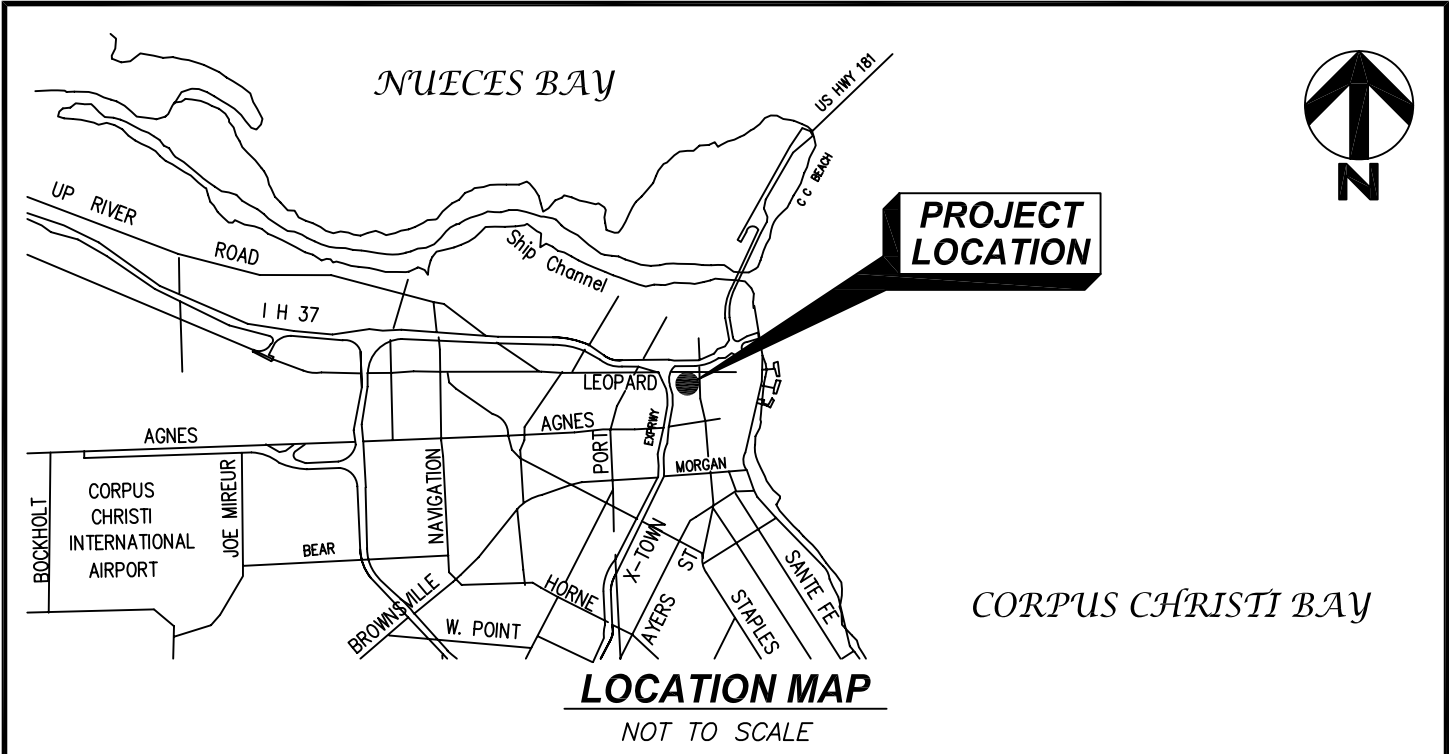 NUECES BAY
US HWY 181
C C BEACH
N
PROJECT
LOCATION
UP RIVER
ROAD
Ship Channel
I H 37
LEOPARD
AGNES
AGNES
PORT
EXPRWY
MORGAN
BOCKHOLT
CORPUS
CHRISTI
INTERNATIONAL
AIRPORT
JOE MIREUR
NAVIGATION
BEAR
BROWNSVILLE
W. POINT
HORNE
X-TOWN
AYERS
ST
STAPLES
SANTE FE
CORPUS CHRISTI BAY
LOCATION MAP
NOT TO SCALE